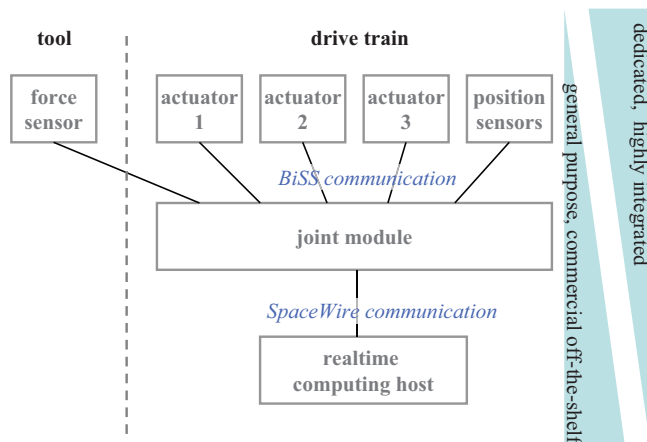 tool
drive train
force
sensor
actuator
1
actuator
2
actuator
3
position
sensors
BiSS communication
joint module
SpaceWire communication
realtime
computing host
general purpose, commercial off-the-shelf
dedicated, highly integrated